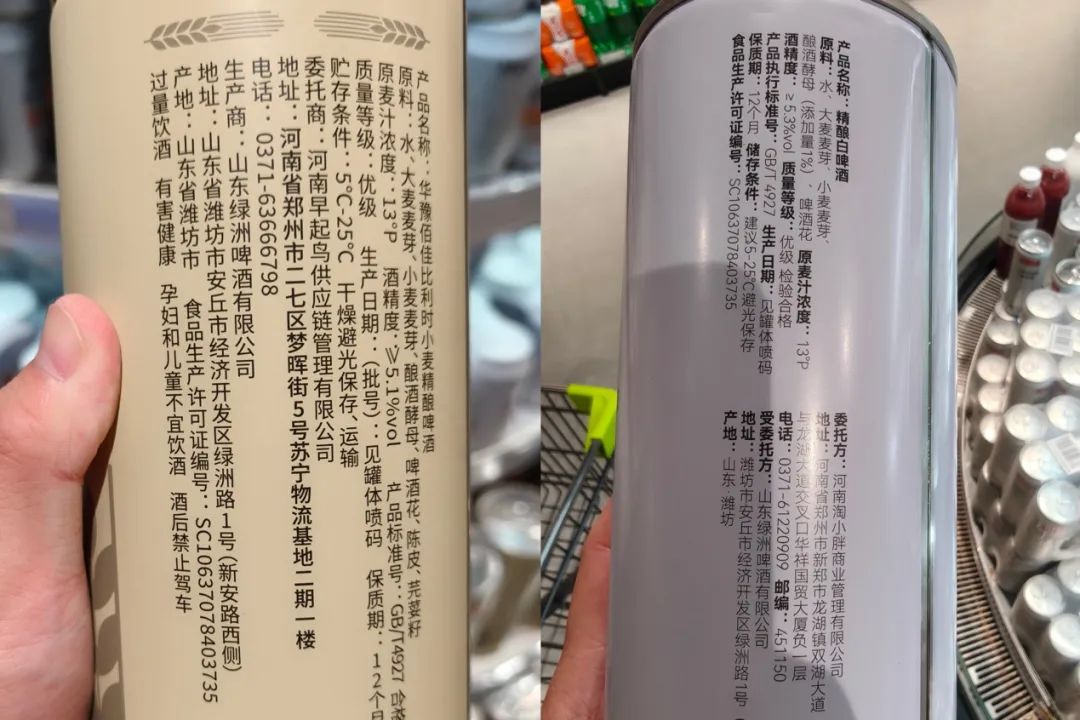 产品名称：华豫佰佳比利时小麦精酿啤酒
原料：水、大麦麦芽、小麦麦芽、酿酒酵母、啤酒花、陈皮、芫荽籽
原麦汁浓度：13°P 酒精度：≥5.1%vol 产品标准号：GB/T4927
质量等级：优级 生产日期：（批号）：见罐体喷码 保质期：12个月
贮存条件：5℃-25℃ 干燥避光保存、运输
委托商：河南早起鸟供应链管理有限公司
地址：河南省郑州市二七区梦晖街5号苏宁物流基地二期一楼
电话：0371-63666798
生产商：山东绿洲啤酒有限公司
地址：山东省潍坊市安丘市经济开发区绿洲路1号(新安路西侧)
产地：山东省潍坊市 食品生产许可证编号：SC10637078403735
过量饮酒 有害健康 孕妇和儿童不宜饮酒 酒后禁止驾车
产品名称：精酿白啤酒
原料：水、大麦麦芽、小麦麦芽、
酿酒酵母（添加量1%）、啤酒花 原麦汁浓度：13°P
酒精度：≥5.3%vol 质量等级：优级 检验合格
产品执行标准号：GB/T 4927 生产日期：见罐体喷码
保质期：12个月 储存条件：建议5-25℃避光保存
食品生产许可证编号：SC10637078403735
委托方：河南淘小胖商业管理有限公司
地址：河南省郑州市新郑市龙湖镇双湖大道
与龙湖大道交叉口华祥国贸大厦负一层
电话：0371-61220909 邮编：451150
受委托方：山东绿洲啤酒有限公司
地址：潍坊市安丘市经济开发区绿洲路1号
产地：山东·潍坊